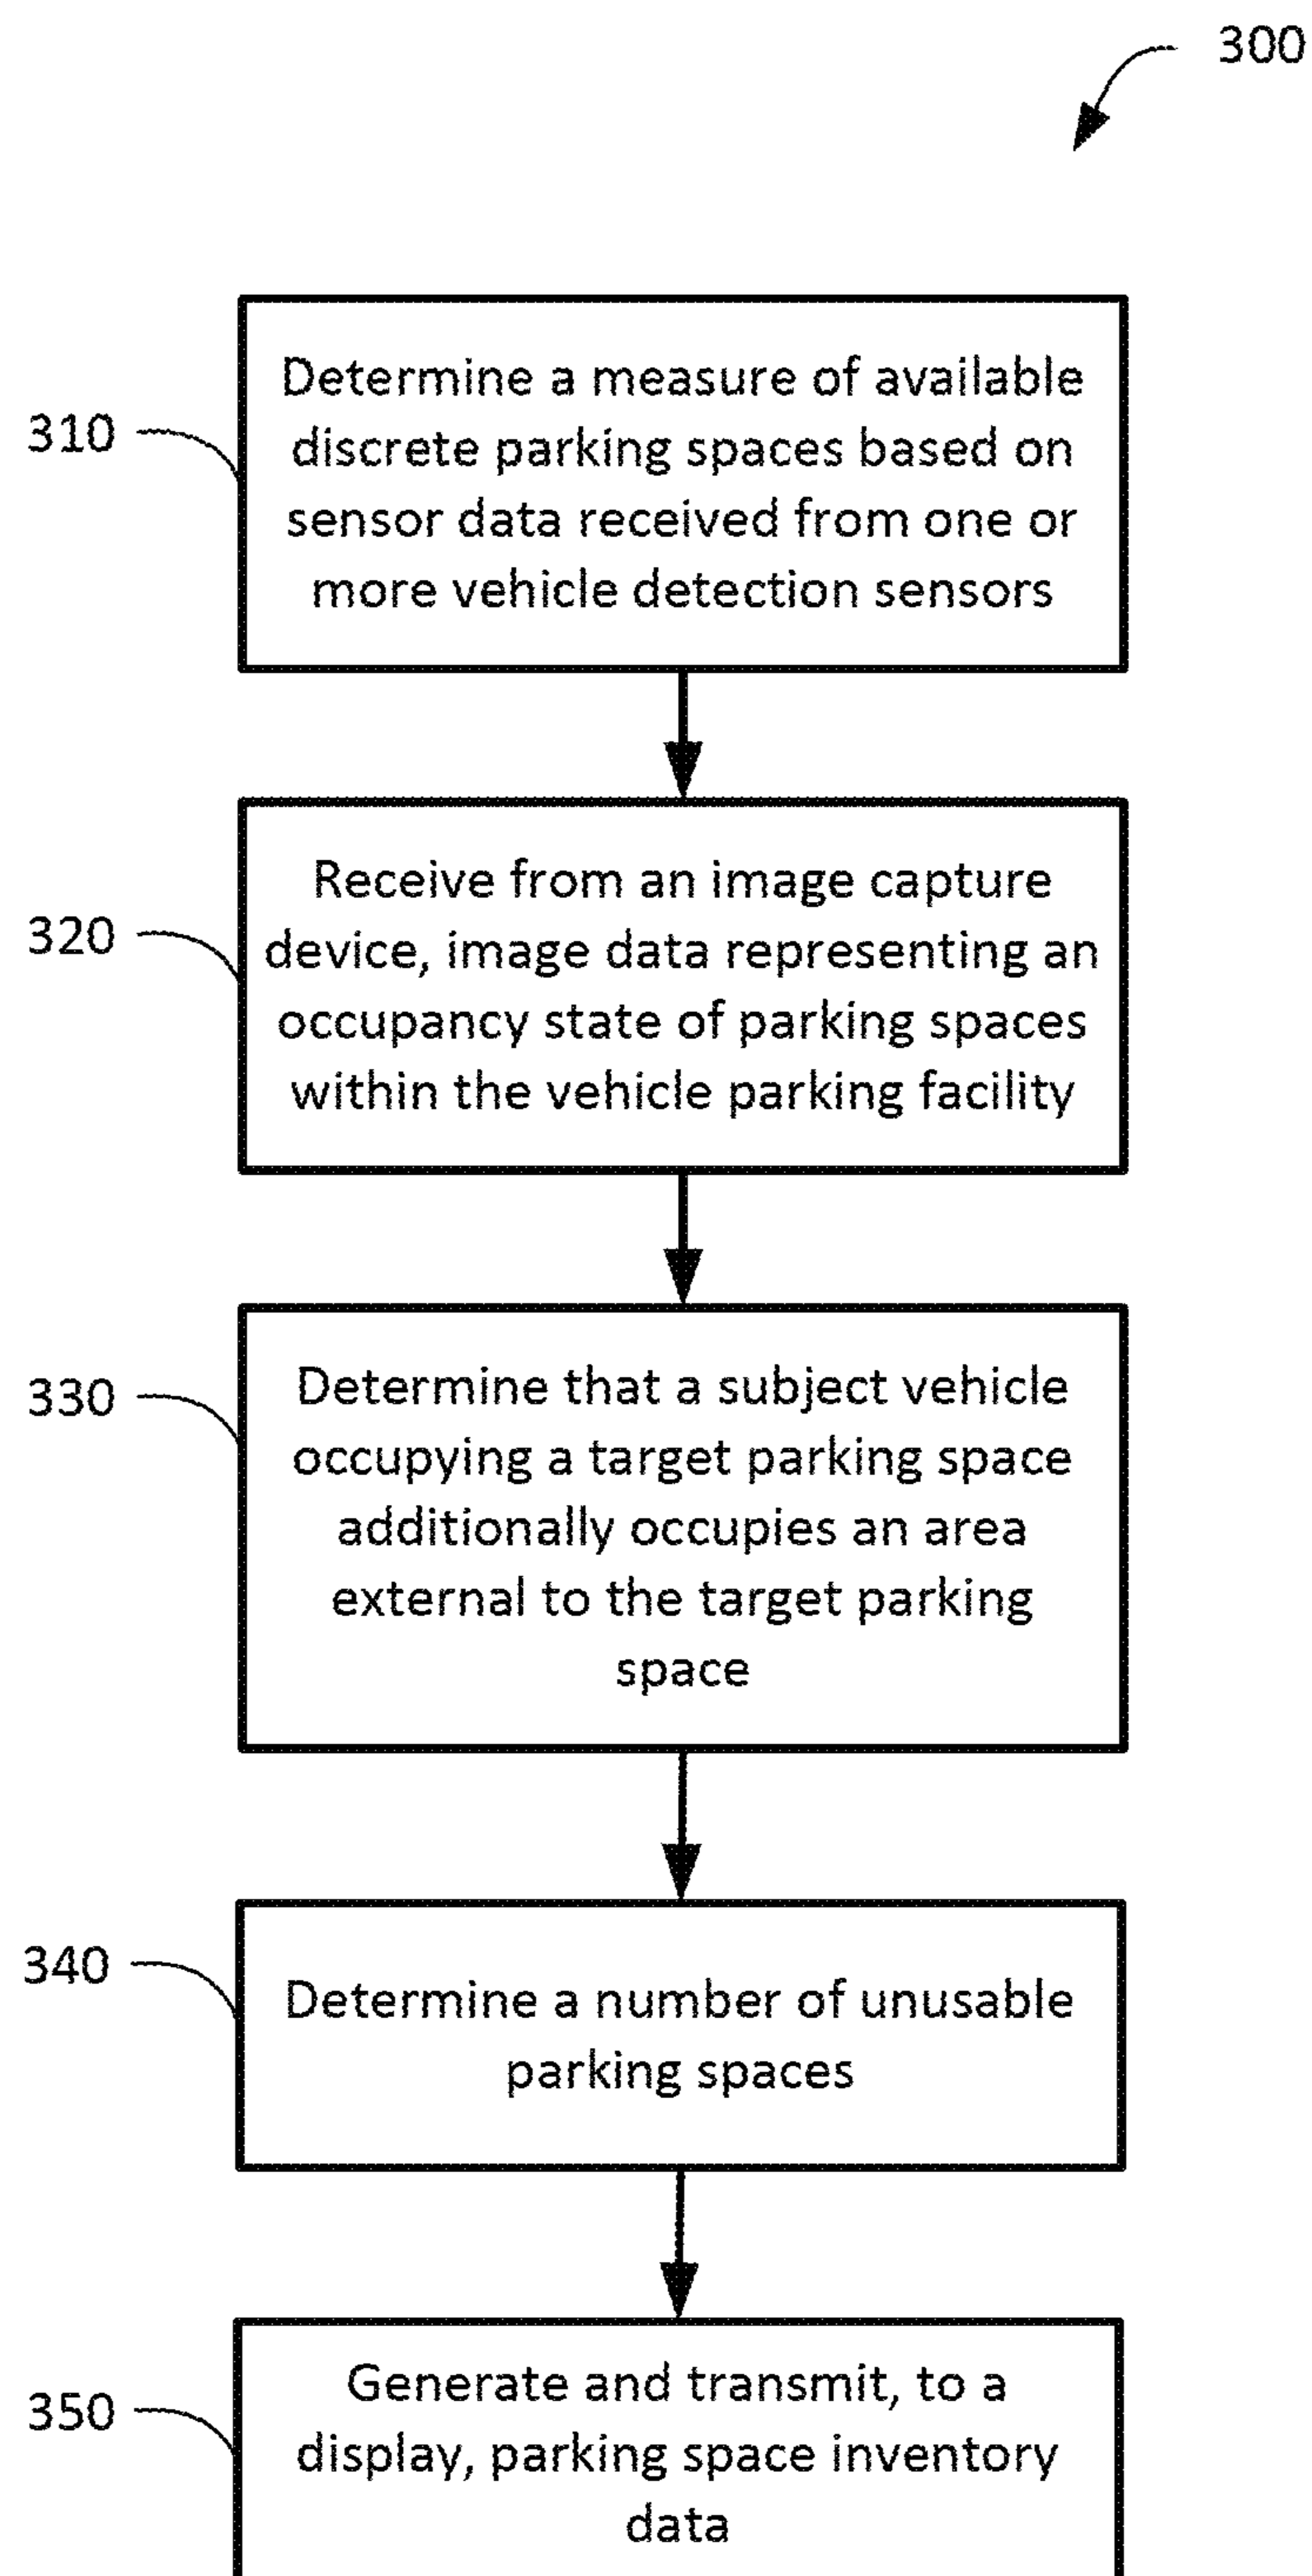 300
310
Determine a measure of available
discrete parking spaces based on
sensor data received from one or
more vehicle detection sensors
320
Receive from an image capture
device, image data representing an
occupancy state of parking spaces
within the vehicle parking facility
330
Determine that a subject vehicle
occupying a target parking space
additionally occupies an area
external to the target parking
space
340
Determine a number of unusable
parking spaces
350
Generate and transmit, to a
display, parking space inventory
data